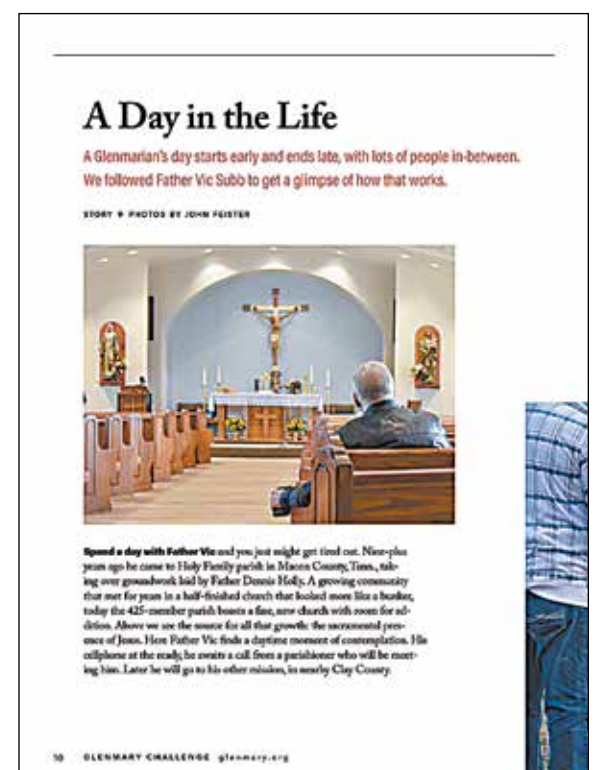 A Day in the Life
A Glenmarian's day starts early and ends late, with lots of people in-between.
We followed Father Vic Subb to get a glimpse of how that works.
STORY + PHOTOS BY JOHN FEISTER
Spend a day with Father Vic and you just might get tired out. Nine-plus
years ago he came to Holy Family parish in Macon County, Tenn., tak-
ing over groundwork laid by Father Dennis Holly. A growing community
that met for years in a half-finished church that looked more like a bunker,
today the 425-member parish boasts a fine, new church with room for ad-
dition. Above we see the source for all that growth: the sacramental pres-
ence of Jesus. Here Father Vic finds a daytime moment of contemplation. His
cellphone at the ready, he awaits a call from a parishioner who will be meet-
ing him. Later he will go to his other mission, in nearby Clay County.
10 GLENMARY CHALLENGE glenmary.org